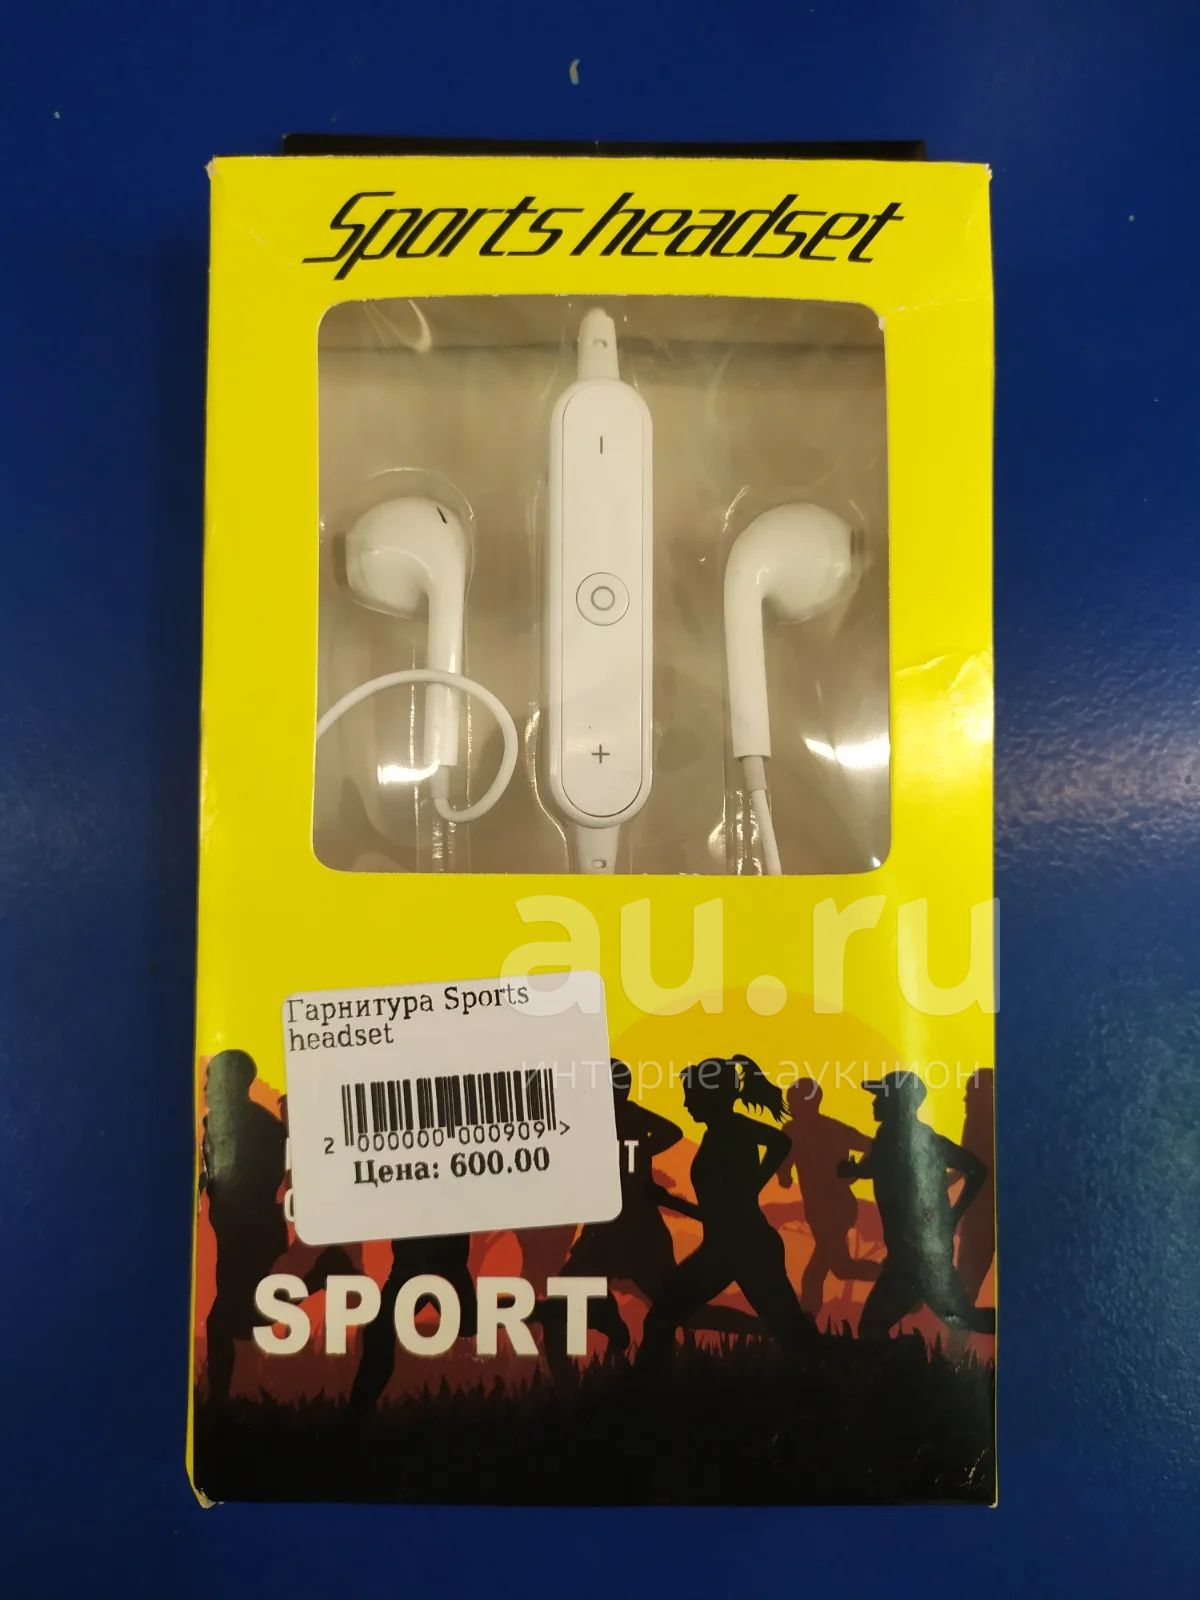 Sports headset
au.ru
интернет-аукцион
Гарнитура Sports
headset
2 000000 000909 >
Цена: 600.00
SPORT